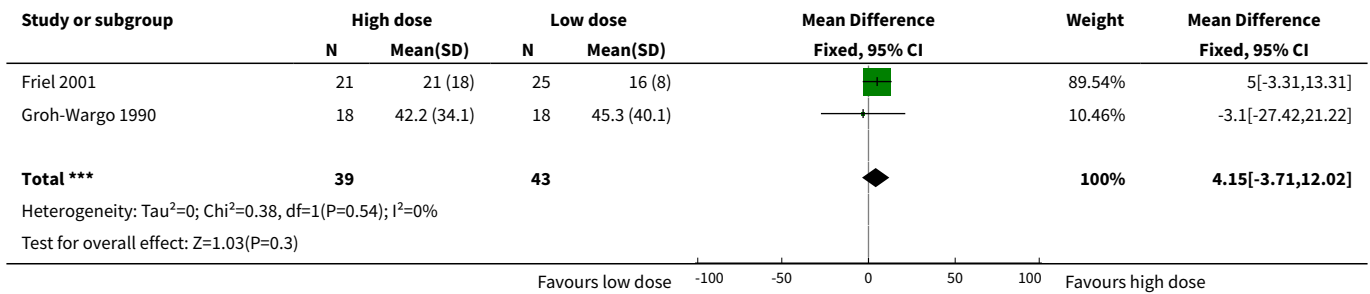 Study or subgroup High dose Low dose Mean Difference Weight Mean Difference
N Mean(SD) N Mean(SD) Fixed, 95% CI Fixed, 95% CI
Friel 2001 21 21 (18) 25 16 (8) 89.54% 5[-3.31,13.31]
Groh-Wargo 1990 18 42.2 (34.1) 18 45.3 (40.1) 10.46% -3.1[-27.42,21.22]
Total *** 39 43 100% 4.15[-3.71,12.02]
Heterogeneity: Tau²=0; Chi²=0.38, df=1(P=0.54); I²=0%
Test for overall effect: Z=1.03(P=0.3)
Favours low dose -100 -50 0 50 100 Favours high dose